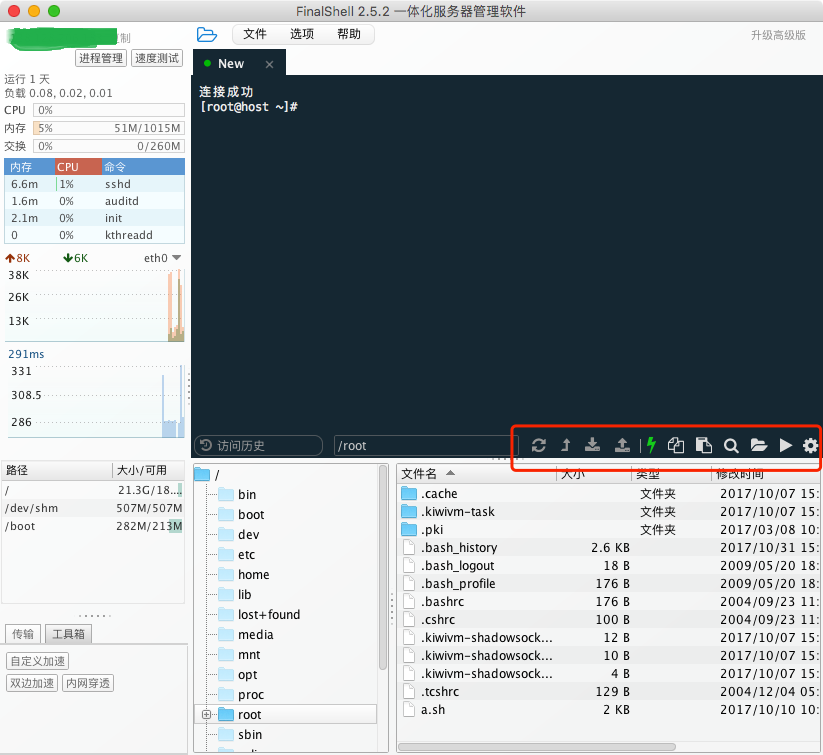 FinalShell 2.5.2 一体化服务器管理软件
制
进程管理 速度测试
运行 1 天
负载 0.08, 0.02, 0.01
CPU 0%
内存 5% 51M/1015M
交换 0% 0/260M
内存 CPU 命令
6.6m 1% sshd
1.6m 0% auditd
2.1m 0% init
0 0% kthreadd
8K 6K eth0
38K
26K
13K
291ms
331
308.5
286
路径 大小/可用
/ 21.3G/18....
/dev/shm 507M/507M
/boot 282M/213M
传输 工具箱
自定义加速
双边加速 内网穿透
文件 选项 帮助
升级高级版
New
连接成功
[root@host ~]#
访问历史 /root
/
bin
boot
dev
etc
home
lib
lost+found
media
mnt
opt
proc
root
sbin
文件名 大小 类型 修改时间
.cache 文件夹 2017/10/07 15:
.kiwivm-task 文件夹 2017/10/07 15:
.pki 文件夹 2017/03/08 10:
.bash_history 2.6 KB 2017/10/31 15:
.bash_logout 18 B 2009/05/20 18:
.bash_profile 176 B 2009/05/20 18:
.bashrc 176 B 2004/09/23 11:
.cshrc 100 B 2004/09/23 11:
.kiwivm-shadowsock... 12 B 2017/10/07 15:
.kiwivm-shadowsock... 10 B 2017/10/07 15:
.kiwivm-shadowsock... 4 B 2017/10/07 15:
.tcshrc 129 B 2004/12/04 05:
a.sh 2 KB 2017/10/10 10: